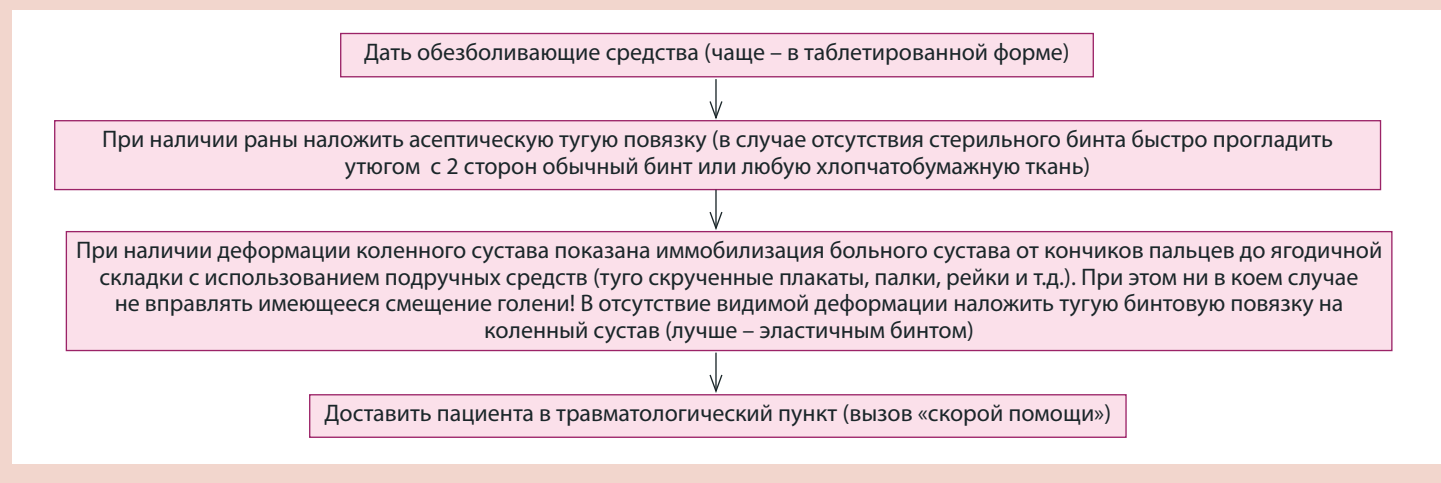 Дать обезболивающие средства (чаще – в таблетированной форме)
При наличии раны наложить асептическую тугую повязку (в случае отсутствия стерильного бинта быстро прогладить
утюгом с 2 сторон обычный бинт или любую хлопчатобумажную ткань)
При наличии деформации коленного сустава показана иммобилизация больного сустава от кончиков пальцев до ягодичной
складки с использованием подручных средств (туго скрученные плакаты, палки, рейки и т.д.). При этом ни в коем случае
не вправлять имеющееся смещение голени! В отсутствие видимой деформации наложить тугую бинтовую повязку на
коленный сустав (лучше – эластичным бинтом)
Доставить пациента в травматологический пункт (вызов «скорой помощи»)